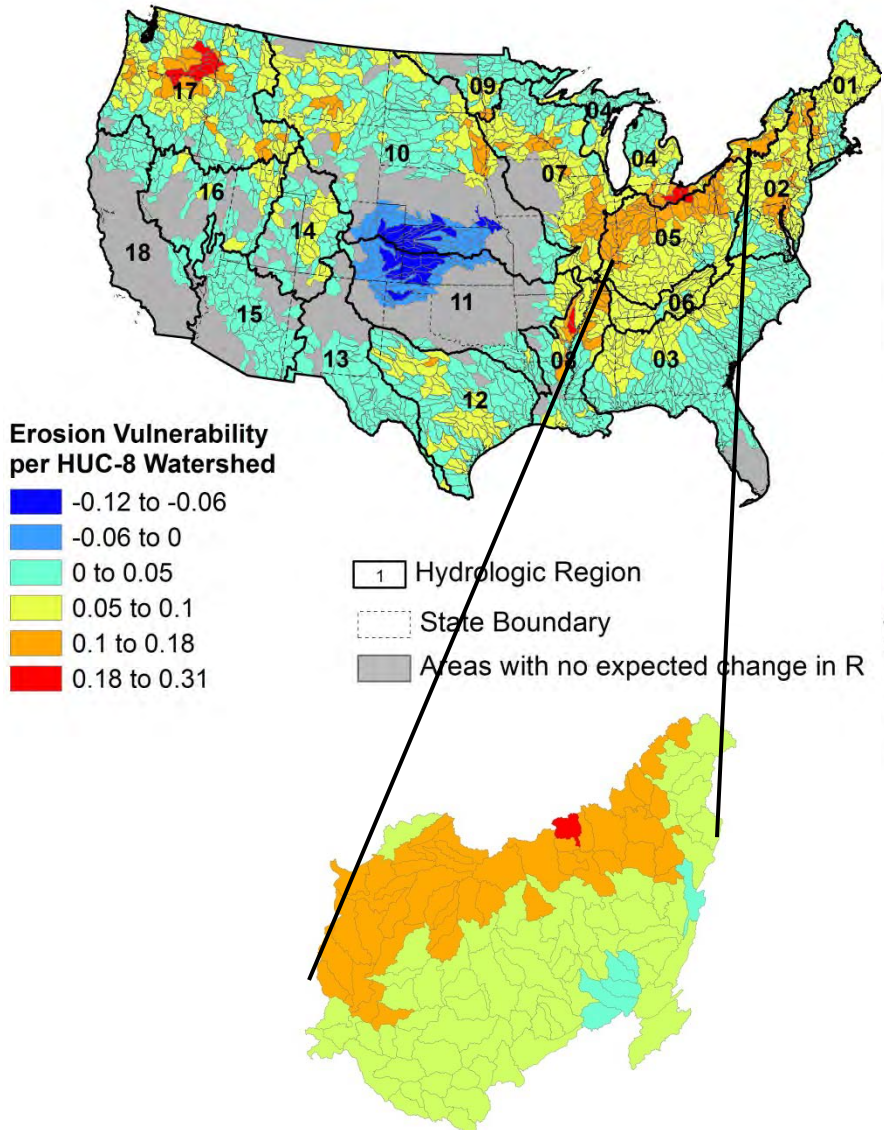 01
09
04
17
10
07
04
02
16
14
05
18
11
06
15
08
03
13
12
Erosion Vulnerability
per HUC-8 Watershed
-0.12 to -0.06
-0.06 to 0
0 to 0.05
0.05 to 0.1
0.1 to 0.18
0.18 to 0.31
1 Hydrologic Region
State Boundary
Areas with no expected change in R